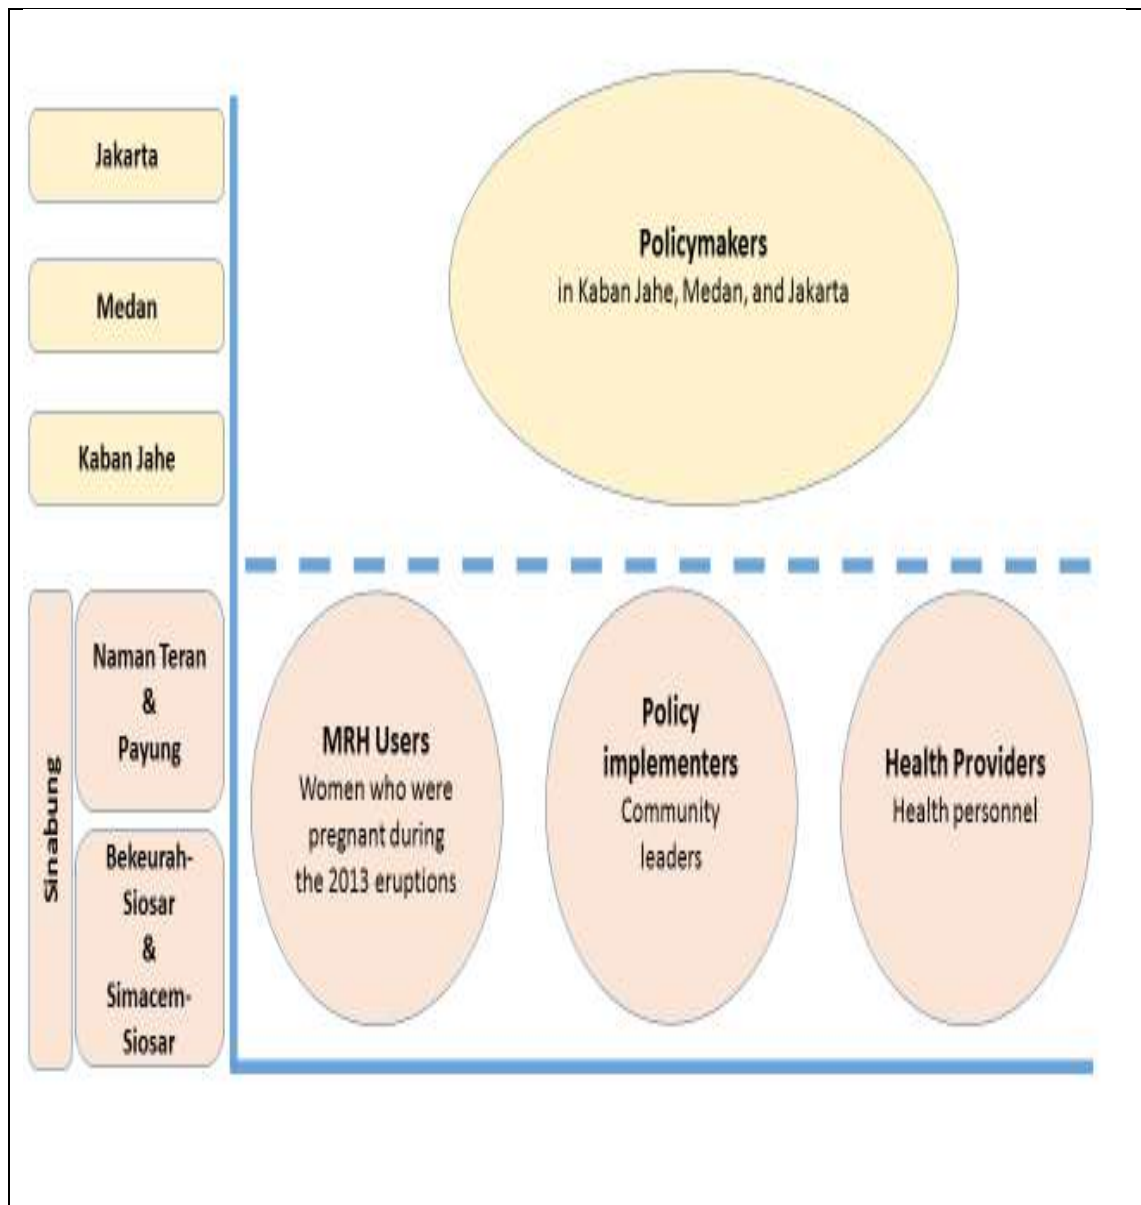 Jakarta
Medan
Kaban Jahe
Policymakers
in Kaban Jahe, Medan, and Jakarta
Sinabung
Naman Teran
&
Payung
Bekeurah-
Siosar
&
Simacem-
Siosar
MRH Users
Women who were
pregnant during
the 2013 eruptions
Policy
implementers
Community
leaders
Health Providers
Health personnel